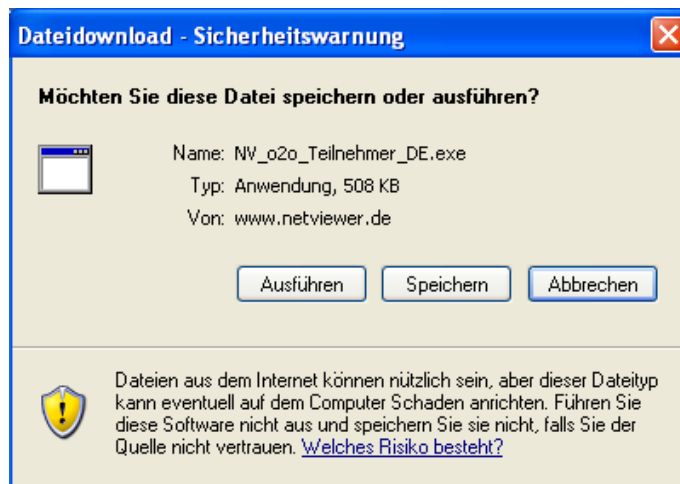 Dateidownload - Sicherheitswarnung
Möchten Sie diese Datei speichern oder ausführen?
Name: NV_o2o_Teilnehmer_DE.exe
Typ: Anwendung, 508 KB
Von: www.netviewer.de
Ausführen Speichern Abbrechen
Dateien aus dem Internet können nützlich sein, aber dieser Dateityp
kann eventuell auf dem Computer Schaden anrichten. Führen Sie
diese Software nicht aus und speichern Sie sie nicht, falls Sie der
Quelle nicht vertrauen. Welches Risiko besteht?